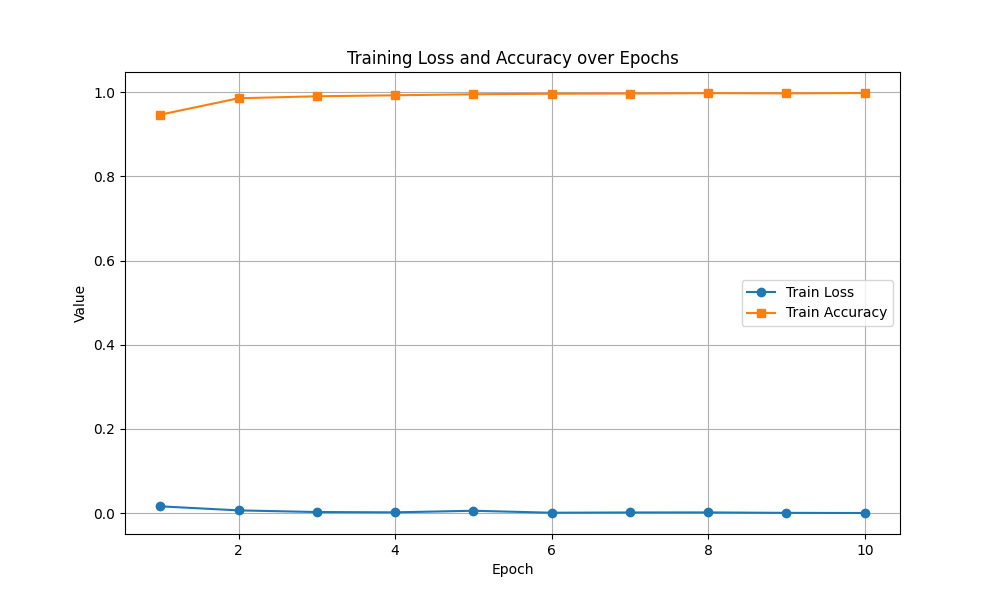 Training Loss and Accuracy over Epochs
1.0
0.8
0.6
0.4
0.2
0.0
Value
Train Loss
Train Accuracy
2 4 6 8 10
Epoch